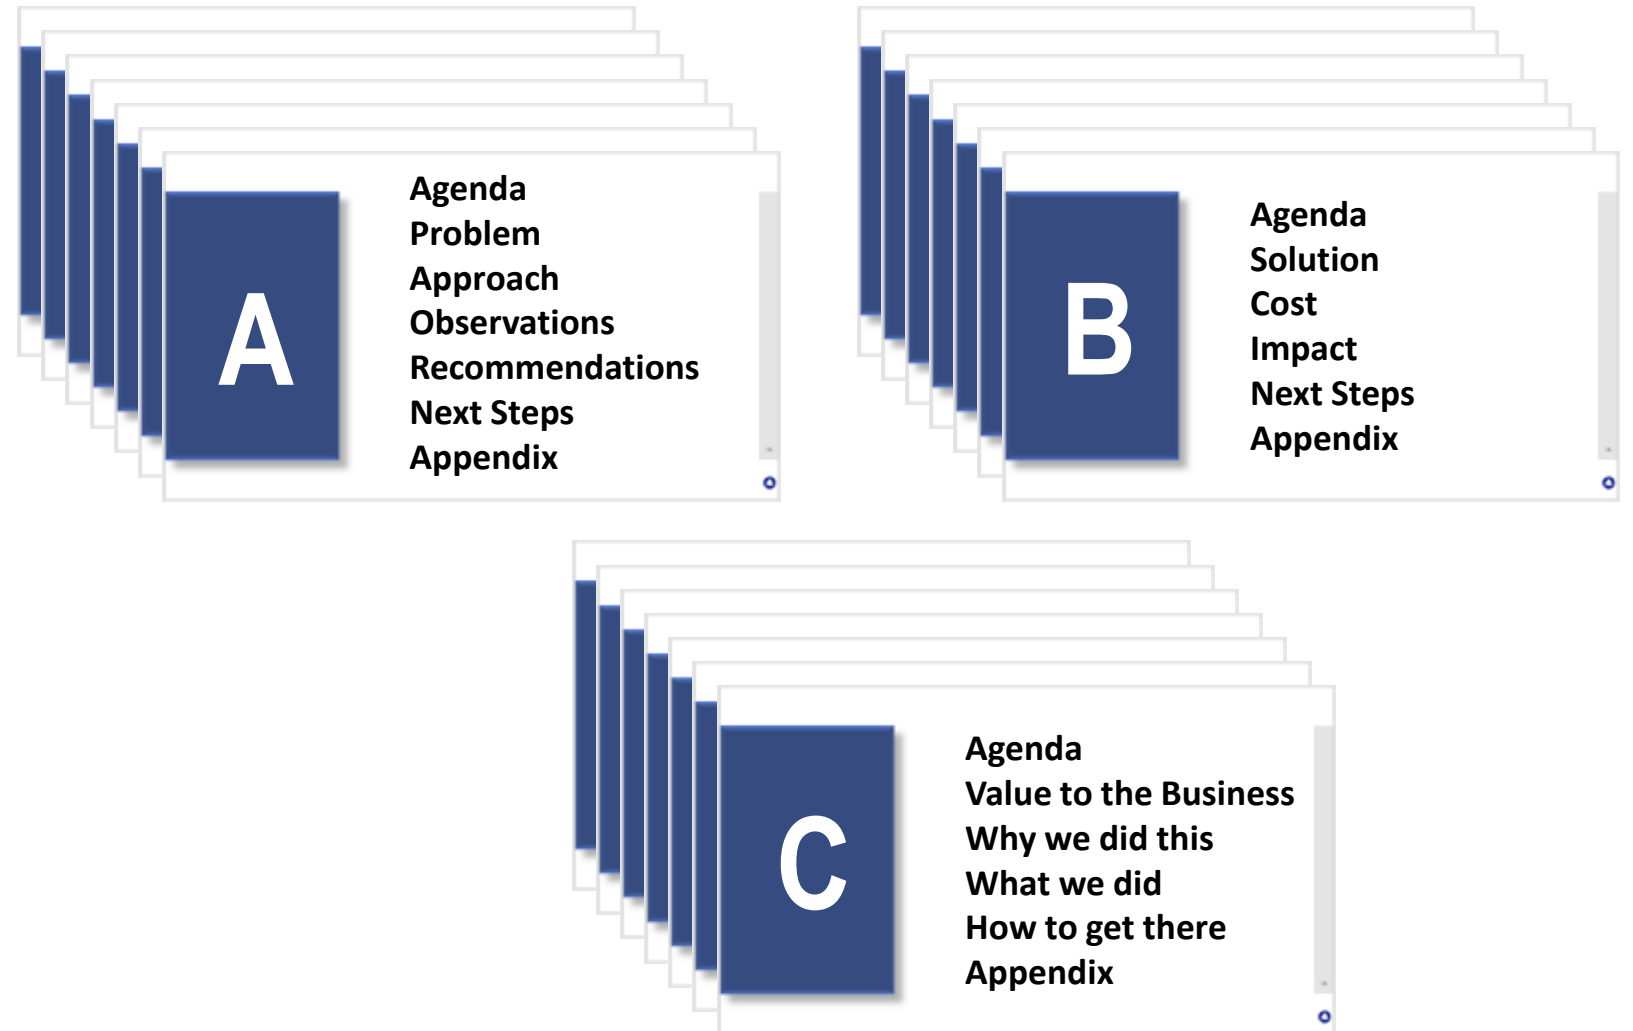 A
Agenda
Problem
Approach
Observations
Recommendations
Next Steps
Appendix
B
Agenda
Solution
Cost
Impact
Next Steps
Appendix
C
Agenda
Value to the Business
Why we did this
What we did
How to get there
Appendix